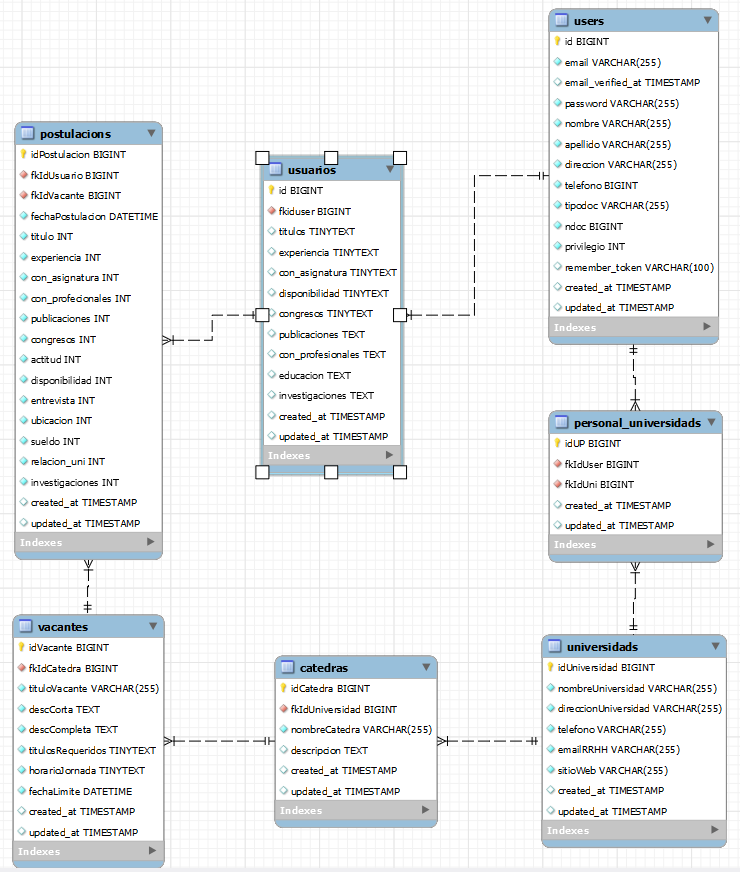 users
id BIGINT
email VARCHAR(255)
email_verified_at TIMESTAMP
password VARCHAR(255)
nombre VARCHAR(255)
apellido VARCHAR(255)
direccion VARCHAR(255)
telefono BIGINT
tipodoc VARCHAR(255)
ndoc BIGINT
privilegio INT
remember_token VARCHAR(100)
created_at TIMESTAMP
updated_at TIMESTAMP
Indexes
postulacions
idPostulacion BIGINT
fkIdUsuario BIGINT
fkIdVacante BIGINT
fechaPostulacion DATETIME
titulo INT
experiencia INT
con_asignatura INT
con_profecionales INT
publicaciones INT
congresos INT
actitud INT
disponibilidad INT
entrevista INT
ubicacion INT
sueldo INT
relacion_uni INT
investigaciones INT
created_at TIMESTAMP
updated_at TIMESTAMP
Indexes
usuarios
id BIGINT
fkiduser BIGINT
titulos TINYTEXT
experiencia TINYTEXT
con_asignatura TINYTEXT
disponibilidad TINYTEXT
congresos TINYTEXT
publicaciones TEXT
con_profesionales TEXT
educacion TEXT
investigaciones TEXT
created_at TIMESTAMP
updated_at TIMESTAMP
Indexes
personal_universidads
idUP BIGINT
fkIdUser BIGINT
fkIdUni BIGINT
created_at TIMESTAMP
updated_at TIMESTAMP
Indexes
vacantes
idVacante BIGINT
fkIdCatedra BIGINT
tituloVacante VARCHAR(255)
descCorta TEXT
descCompleta TEXT
titulosRequeridos TINYTEXT
horarioJornada TINYTEXT
fechaLimite DATETIME
created_at TIMESTAMP
updated_at TIMESTAMP
Indexes
catedras
idCatedra BIGINT
fkIdUniversidad BIGINT
nombreCatedra VARCHAR(255)
descripcion TEXT
created_at TIMESTAMP
updated_at TIMESTAMP
Indexes
universidads
idUniversidad BIGINT
nombreUniversidad VARCHAR(255)
direccionUniversidad VARCHAR(255)
telefono VARCHAR(255)
emailRRHH VARCHAR(255)
sitioWeb VARCHAR(255)
created_at TIMESTAMP
updated_at TIMESTAMP
Indexes